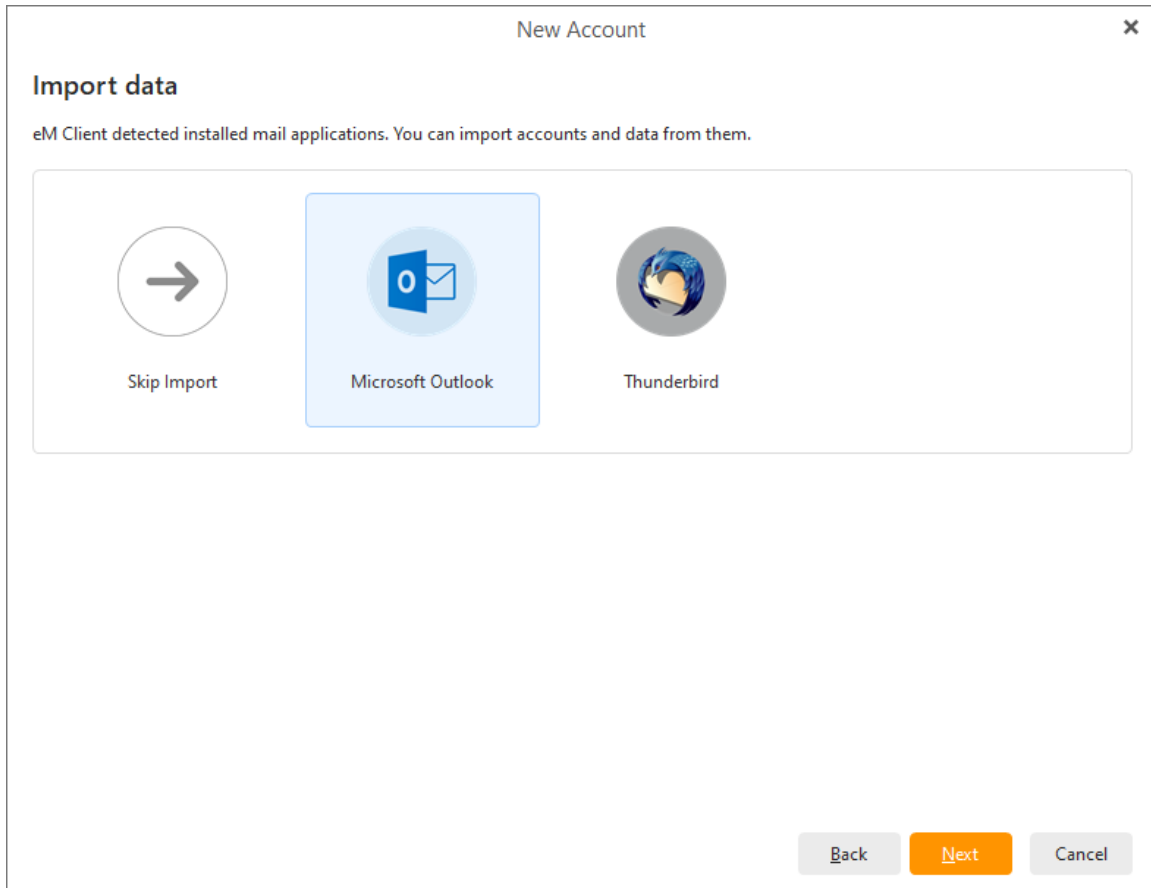 New Account
Import data
eM Client detected installed mail applications. You can import accounts and data from them.
O
Skip Import
Microsoft Outlook
Thunderbird
Back
Next
Cancel